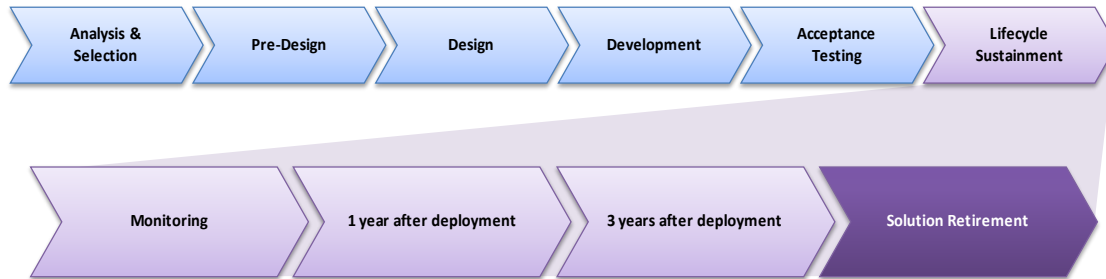 Analysis &
Selection
Pre-Design
Design
Development
Acceptance
Testing
Lifecycle
Sustainment
Monitoring
1 year after deployment
3 years after deployment
Solution Retirement